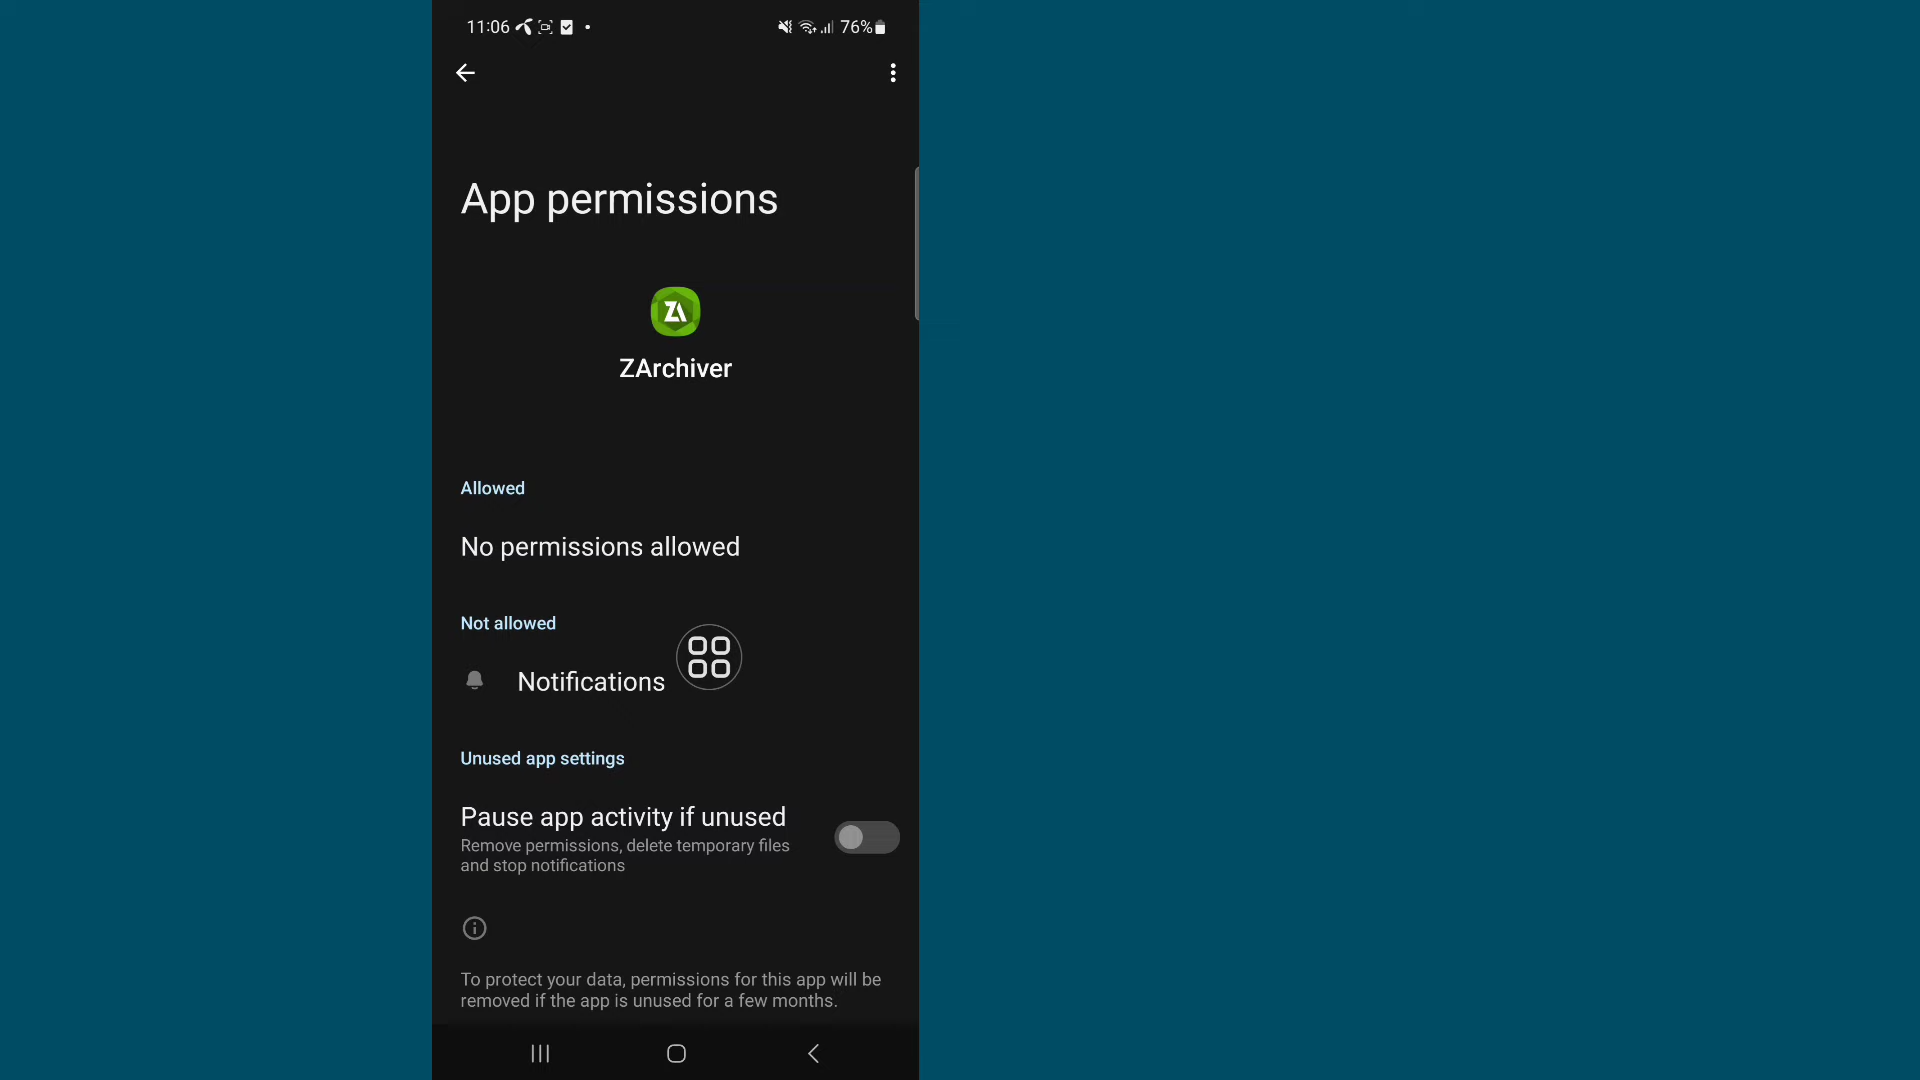 11:06
76%
App permissions
ZA
ZArchiver
Allowed
No permissions allowed
Not allowed
Notifications
Unused app settings
Pause app activity if unused
Remove permissions, delete temporary files
and stop notifications
To protect your data, permissions for this app will be
removed if the app is unused for a few months.